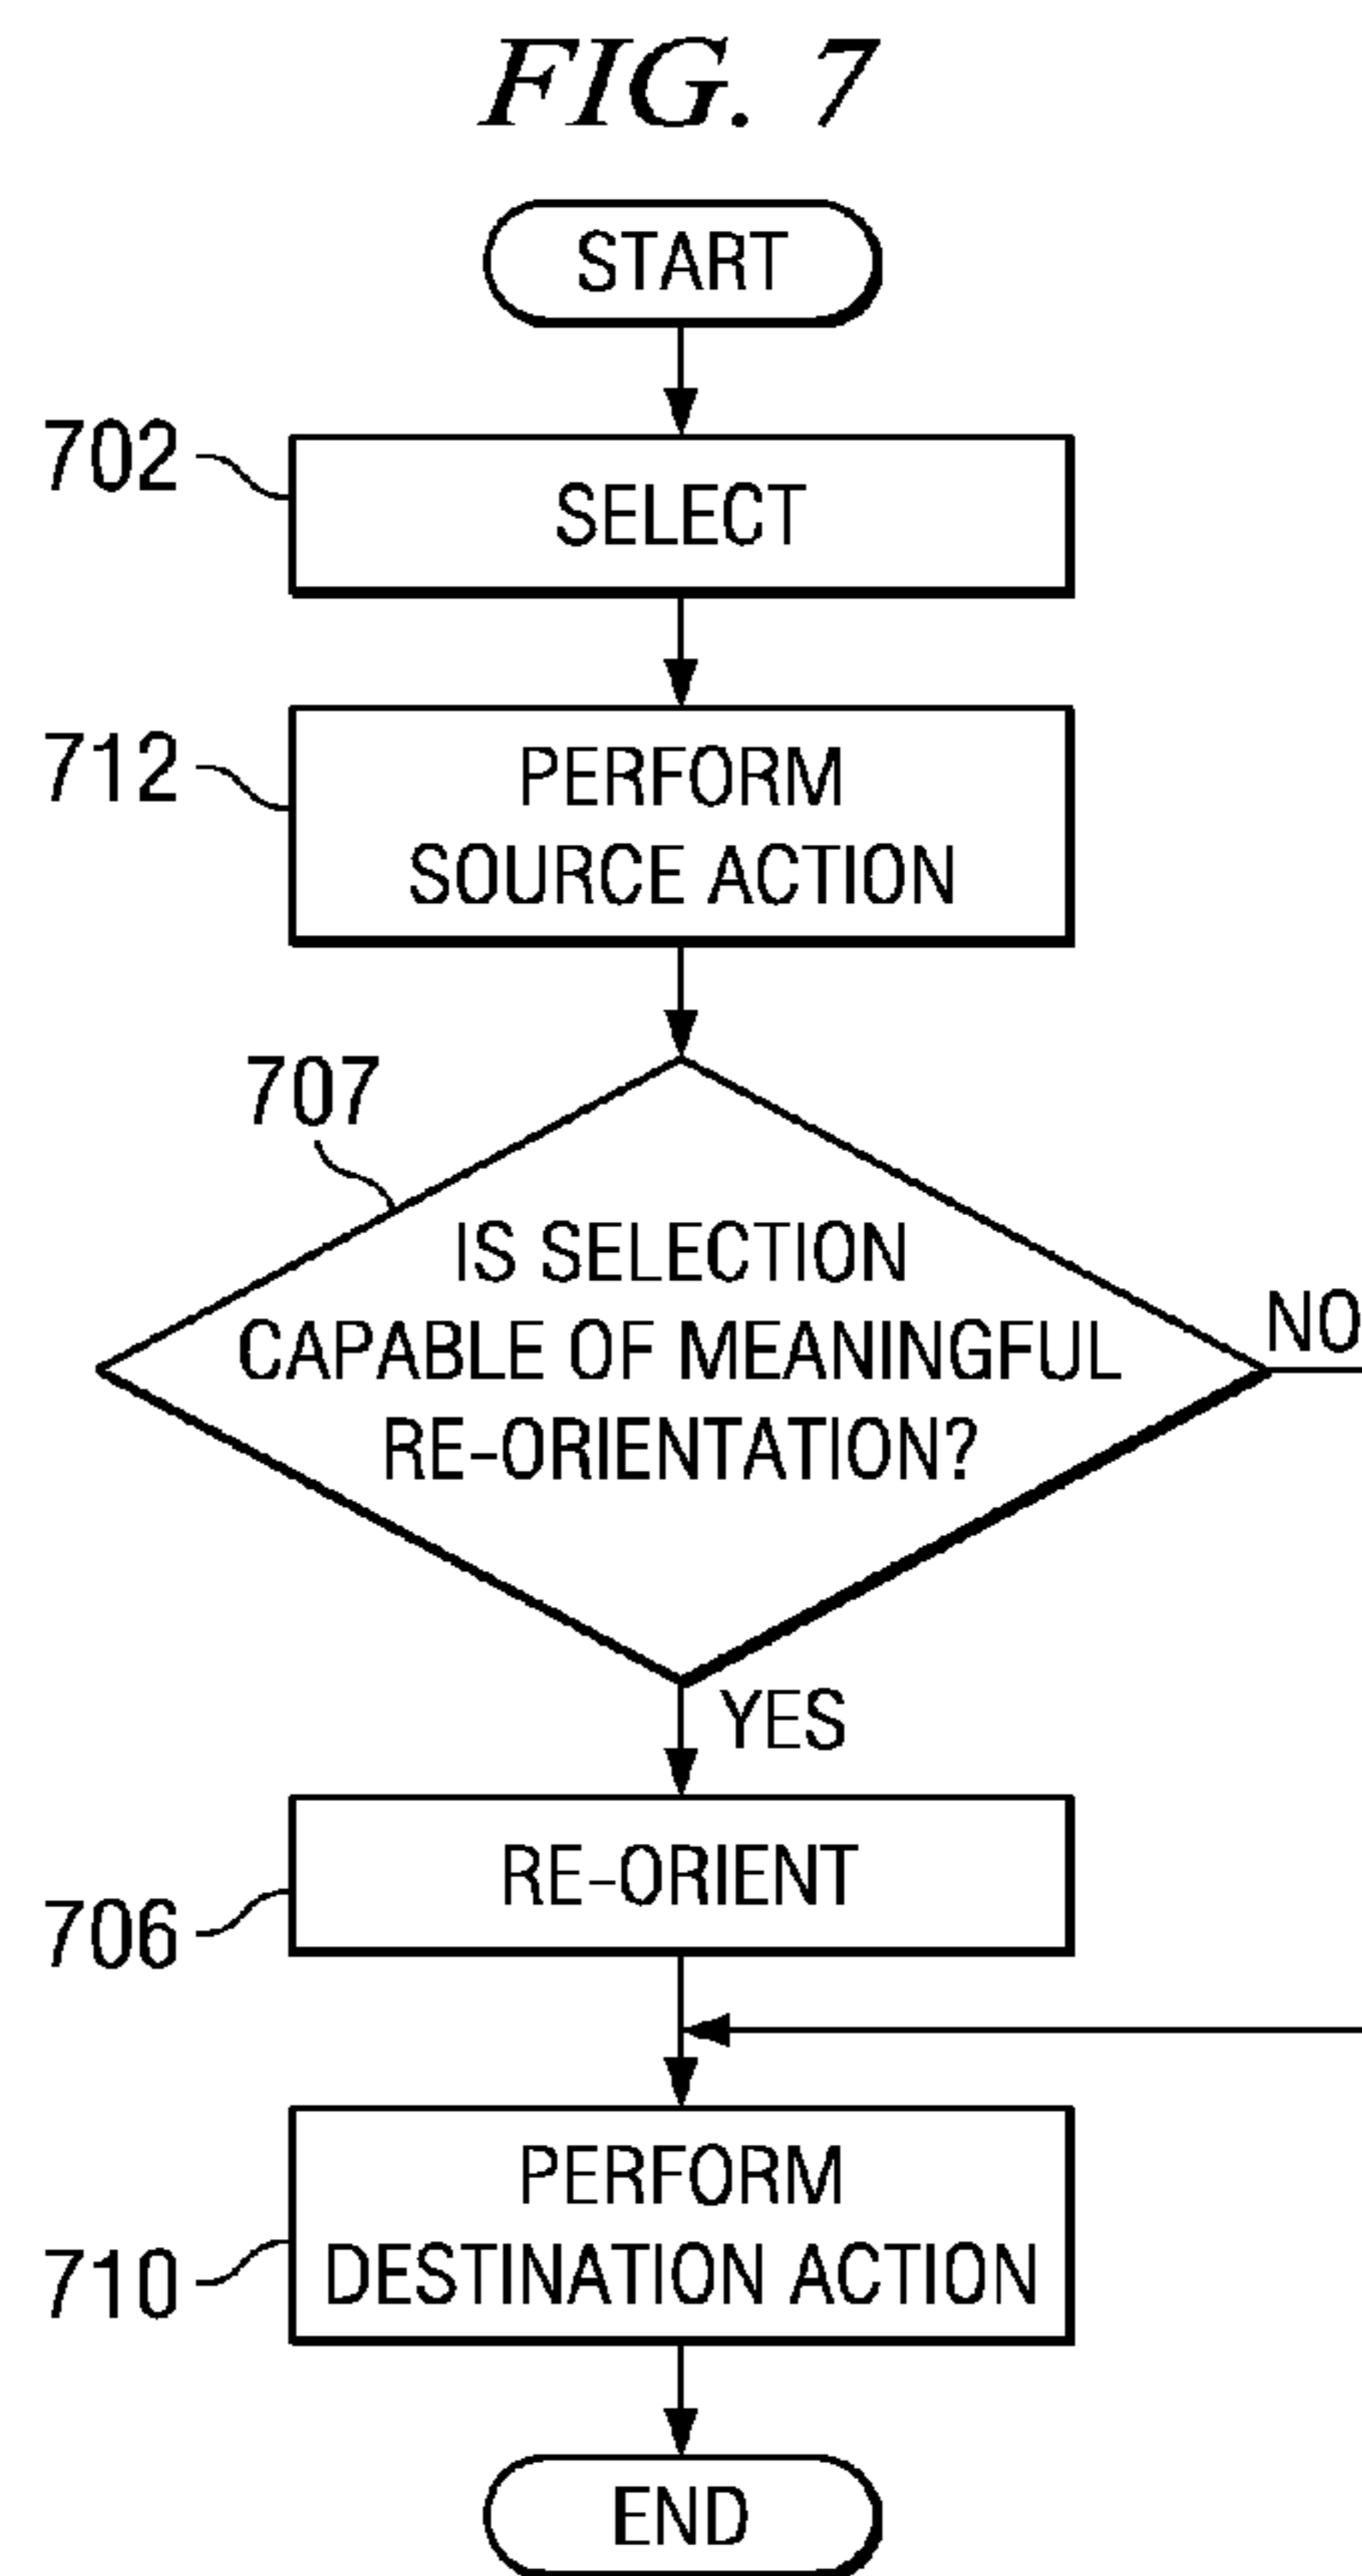 FIG. 7
START
702
SELECT
712
PERFORM
SOURCE ACTION
707
IS SELECTION
CAPABLE OF MEANINGFUL
RE-ORIENTATION?
NO
YES
RE-ORIENT
706
PERFORM
DESTINATION ACTION
710
END